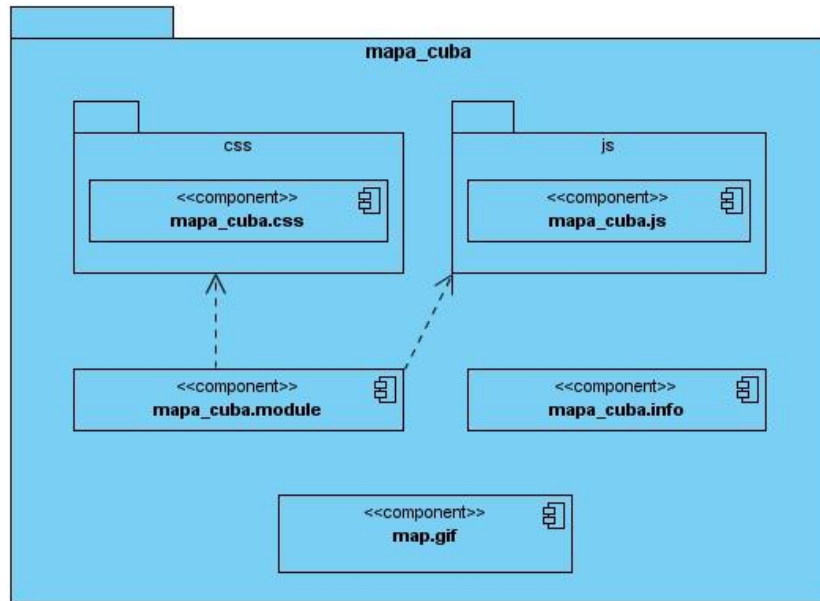 mapa_cuba
css
<<component>>
mapa_cuba.css
js
<<component>>
mapa_cuba.js
<<component>>
mapa_cuba.module
<<component>>
mapa_cuba.info
<<component>>
map.gif